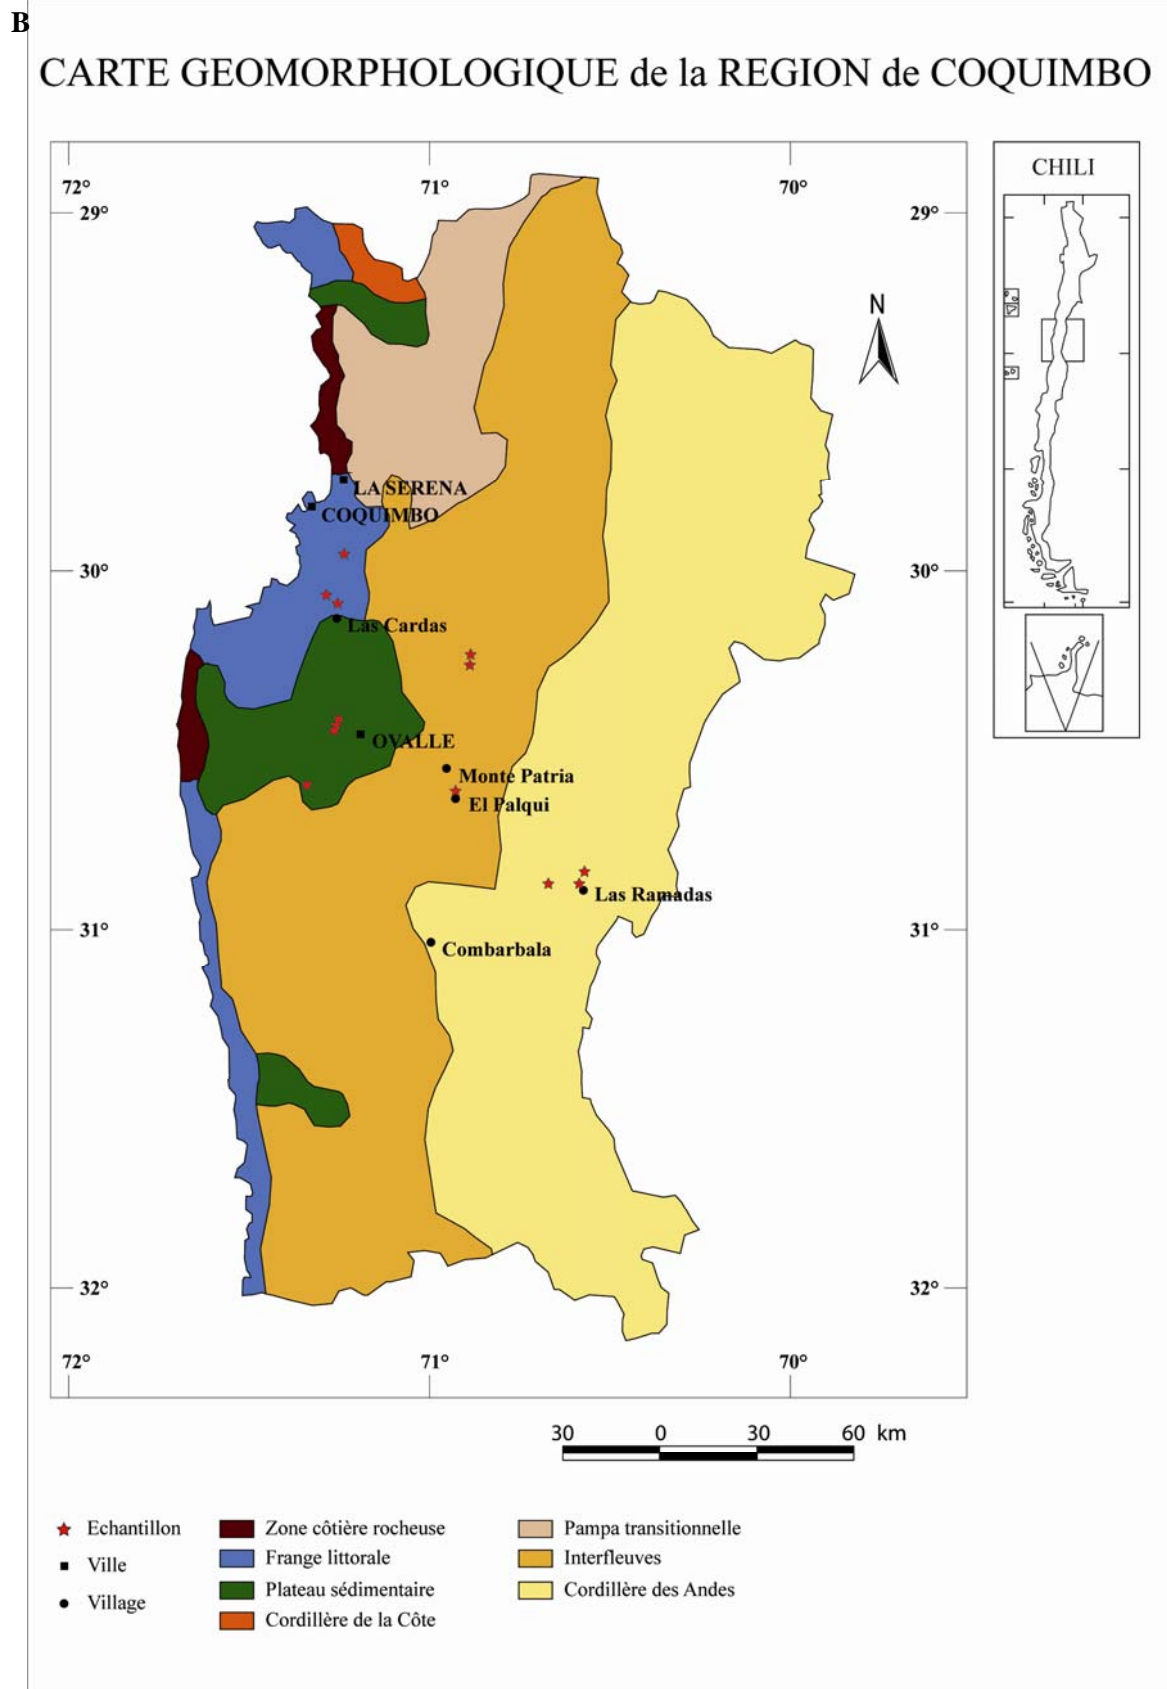 B
CARTE GEOMORPHOLOGIQUE de la REGION de COQUIMBO
CHILI
72° 71° 70°
29° 29°
N
LA SERENA
COQUIMBO
30° 30°
Las Cardas
OVALLE
Monte Patria
El Palqui
Las Ramadas
31° 31°
Combarbala
32° 32°
72° 71° 70°
30 0 30 60 km
Echantillon
Ville
Village
Zone côtière rocheuse
Frange littorale
Plateau sédimentaire
Cordillère de la Côte
Pampa transitionnelle
Interfleuves
Cordillère des Andes